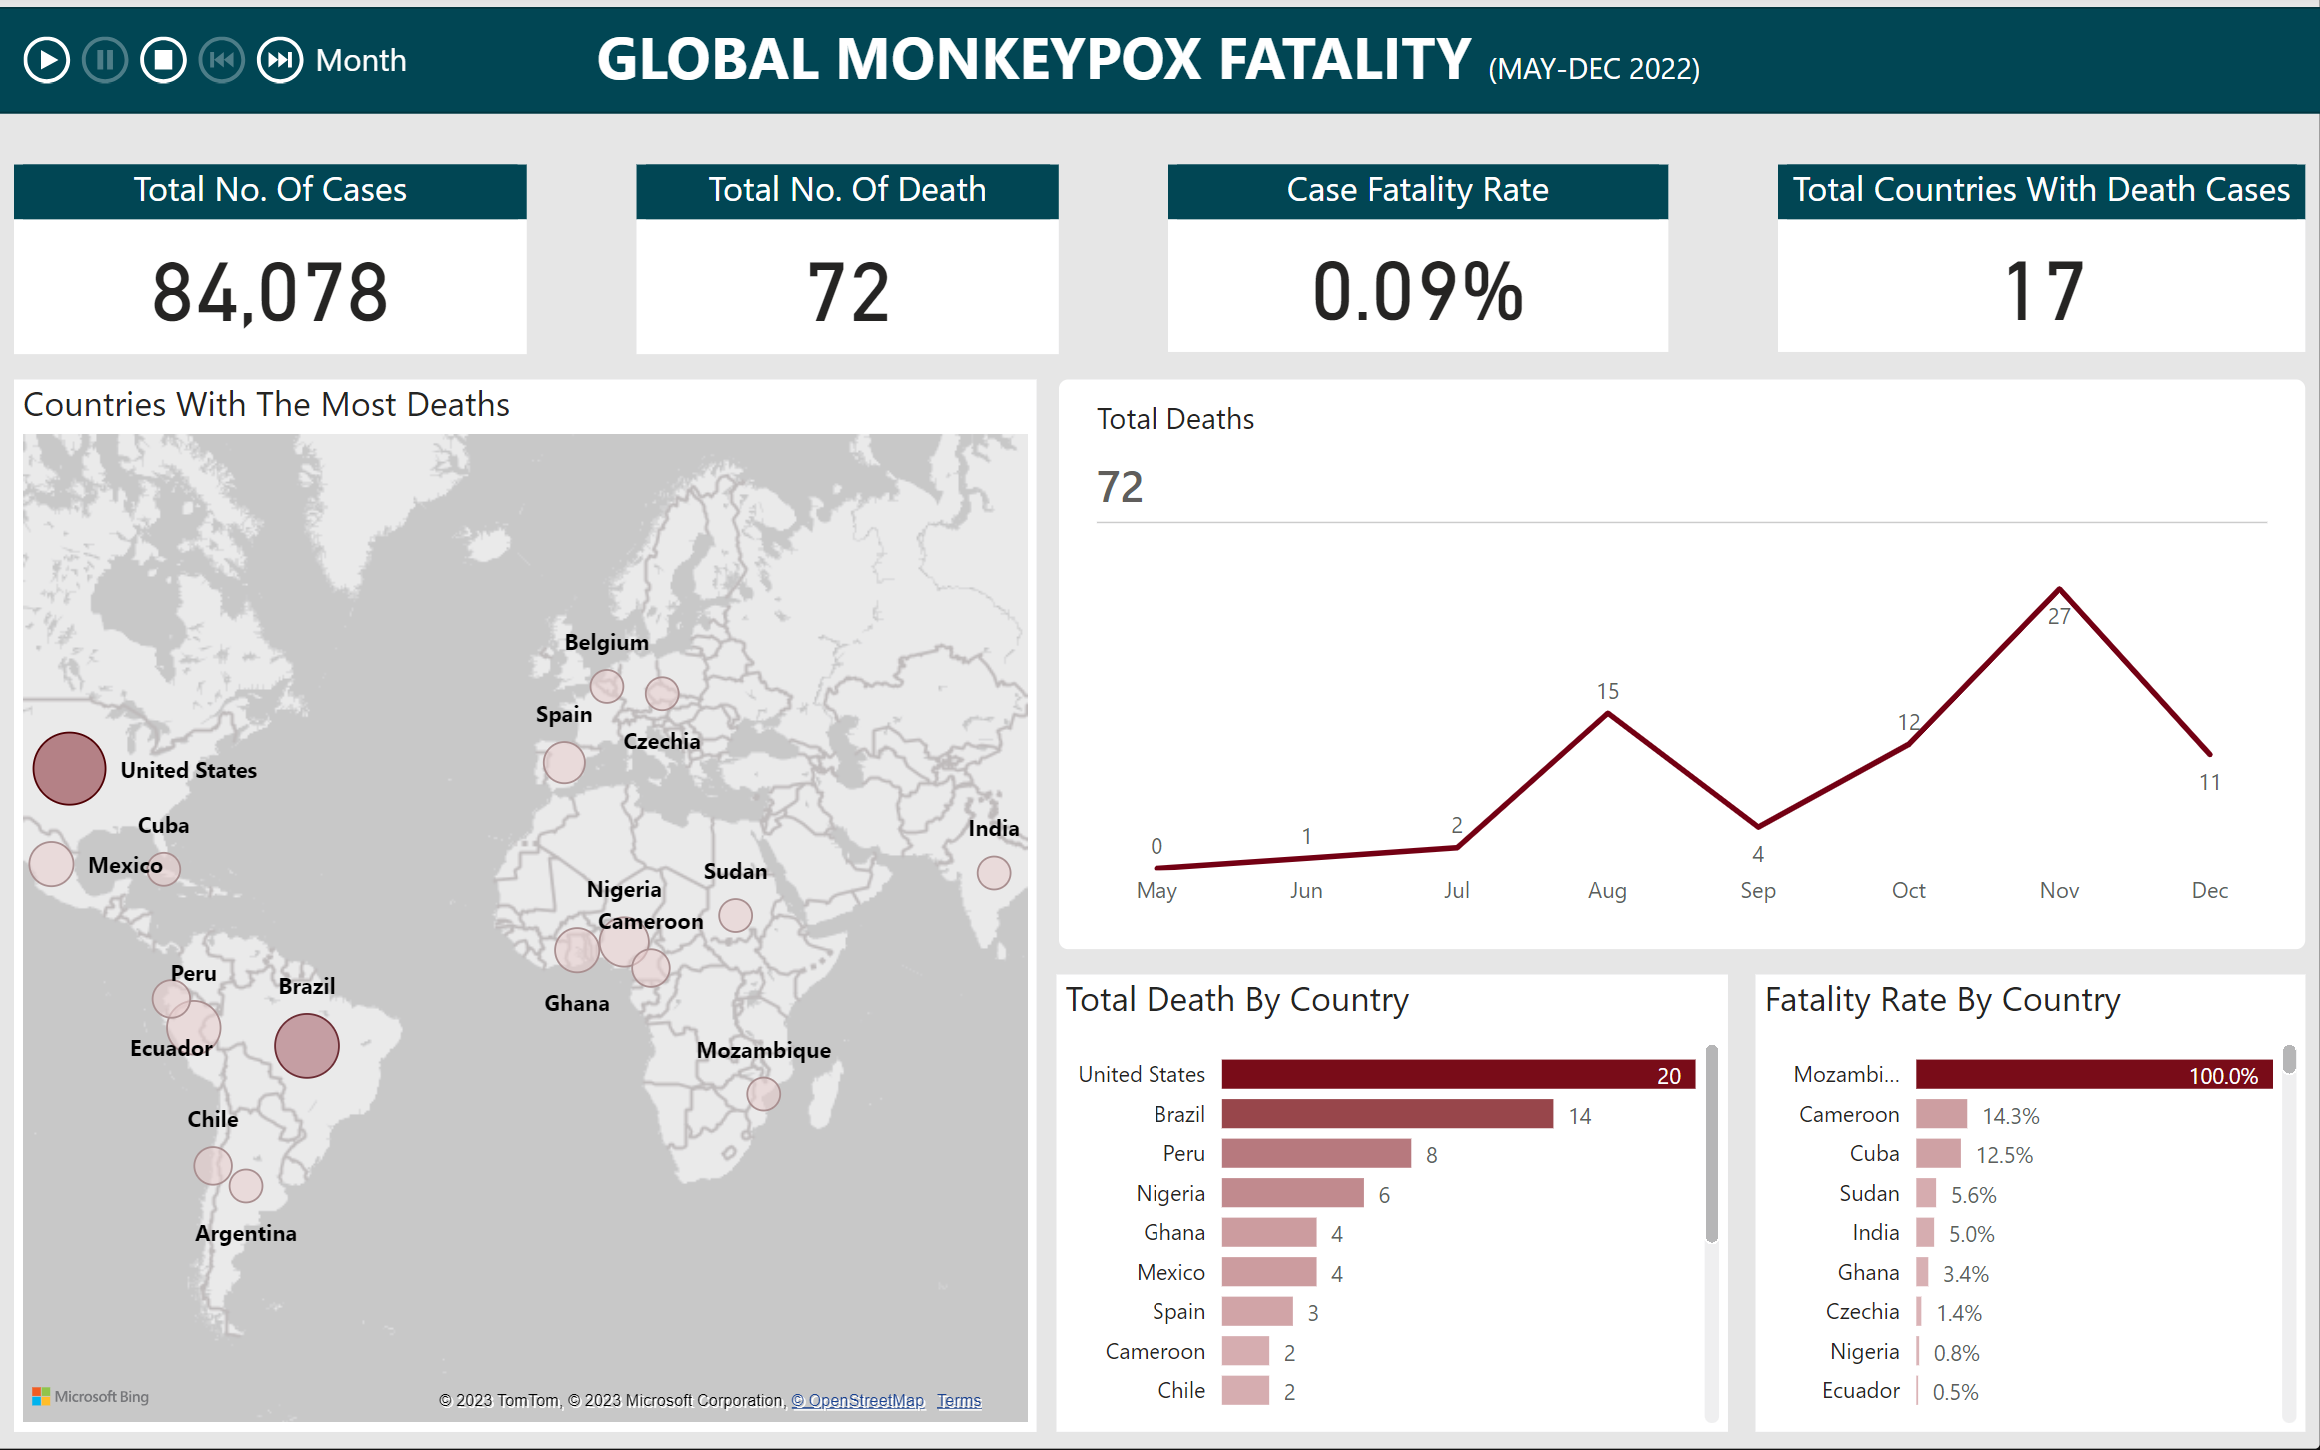 Month
GLOBAL MONKEYPOX FATALITY (MAY-DEC 2022)
Total No. Of Cases
84,078
Total No. Of Death
72
Case Fatality Rate
0.09%
Total Countries With Death Cases
17
Countries With The Most Deaths
Belgium
Spain
Czechia
United States
Cuba
India
Mexico
Sudan
Nigeria
Cameroon
Peru
Brazil
Ghana
Ecuador
Mozambique
Chile
Argentina
Microsoft Bing
© 2023 TomTom, © 2023 Microsoft Corporation, © OpenStreetMap Terms
Total Deaths
72
0
1
2
15
4
12
27
11
May Jun Jul Aug Sep Oct Nov Dec
Total Death By Country
United States 20
Brazil 14
Peru 8
Nigeria 6
Ghana 4
Mexico 4
Spain 3
Cameroon 2
Chile 2
Fatality Rate By Country
Mozambi... 100.0%
Cameroon 14.3%
Cuba 12.5%
Sudan 5.6%
India 5.0%
Ghana 3.4%
Czechia 1.4%
Nigeria 0.8%
Ecuador 0.5%